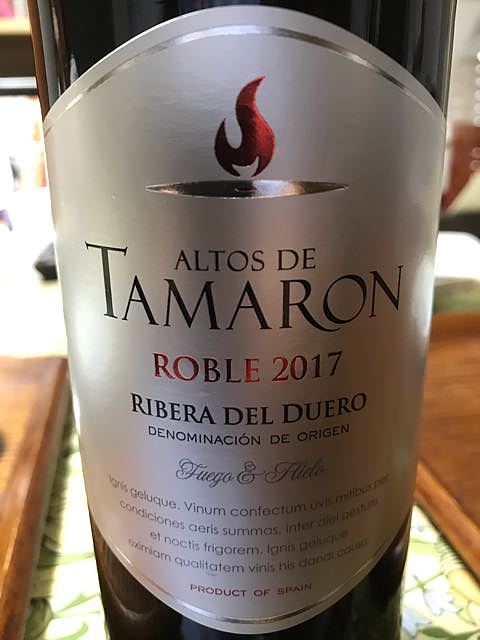 ALTOS DE
TAMARON
ROBLE 2017
RIBERA DEL DUERO
DENOMINACIÓN DE ORIGEN
Fuego & Hielo
Ignis geluque. Vinum confectum uvis mitibus per
condiciones aeris summas. Inter diei aestum
et noctis frigorem. Ignis geluque
eximiam qualitatem vinis his dandi causa.
PRODUCT OF SPAIN